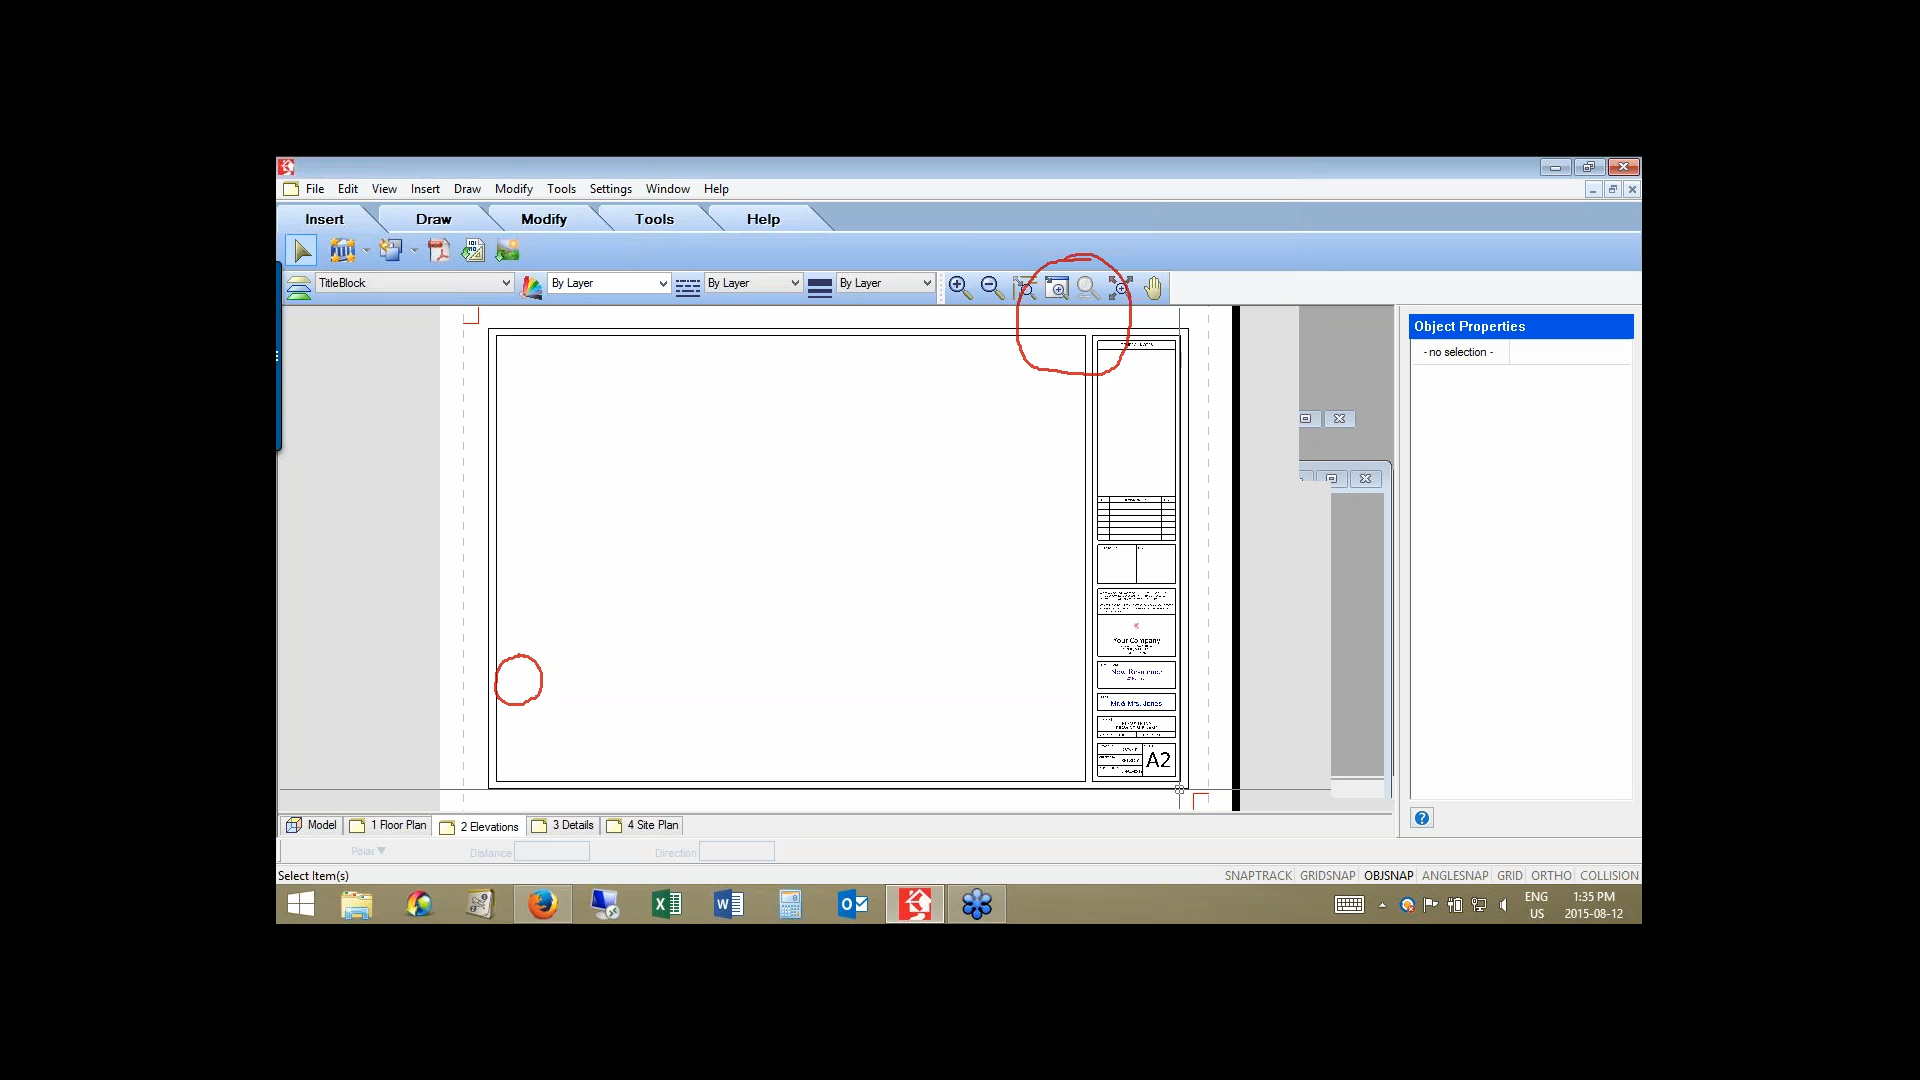 File Edit View Insert Draw Modify Tools Settings Window Help
Insert Draw Modify Tools Help
TitleBlock By Layer By Layer By Layer
Object Properties
- no selection -
Your Company
New Residence
Mr.& Mrs. Jones
A2
Model 1 Floor Plan 2 Elevations 3 Details 4 Site Plan
Polar Distance Direction
Select Item(s) SNAPTRACK GRIDSNAP OBJSNAP ANGLESNAP GRID ORTHO COLLISION
ENG 1:35 PM
US 2015-08-12